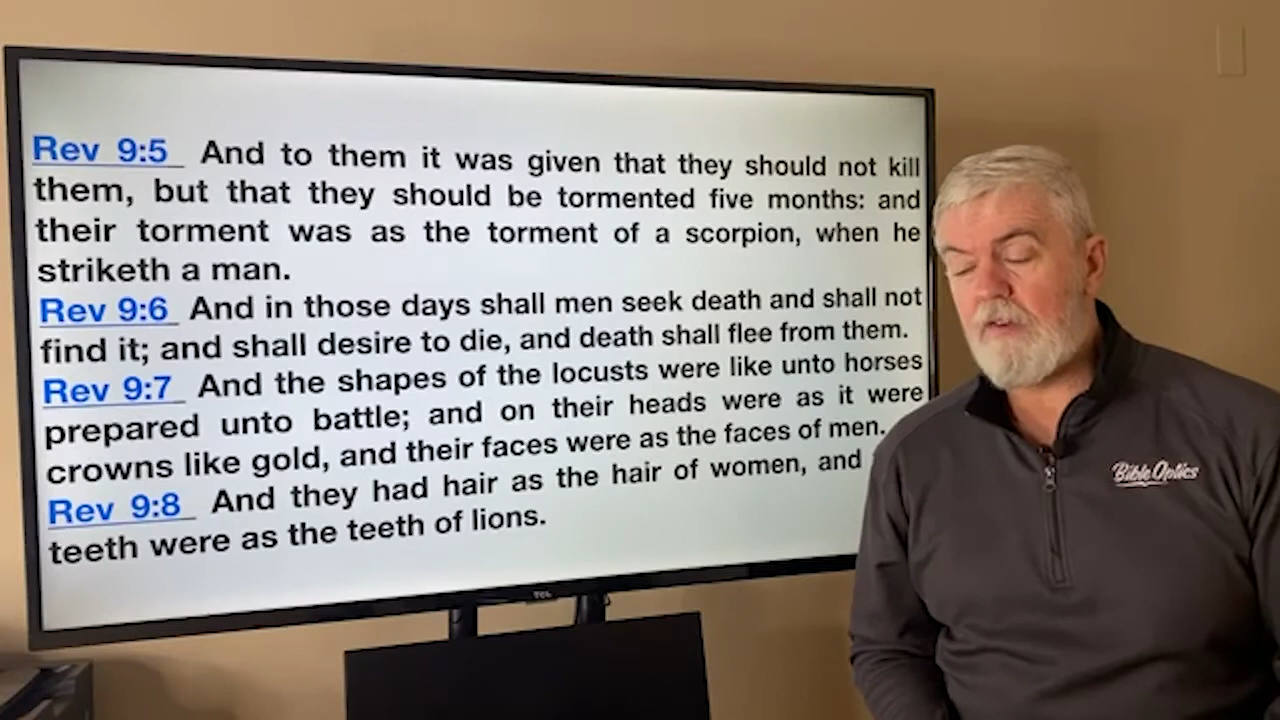 Rev 9:5 And to them it was given that they should not kill
them, but that they should be tormented five months: and
their torment was as the torment of a scorpion, when he
striketh a man.
Rev 9:6 And in those days shall men seek death and shall not
find it; and shall desire to die, and death shall flee from them.
Rev 9:7 And the shapes of the locusts were like unto horses
prepared unto battle; and on their heads were as it were
crowns like gold, and their faces were as the faces of men.
Rev 9:8 And they had hair as the hair of women, and
teeth were as the teeth of lions.
TCL
Bible Optics